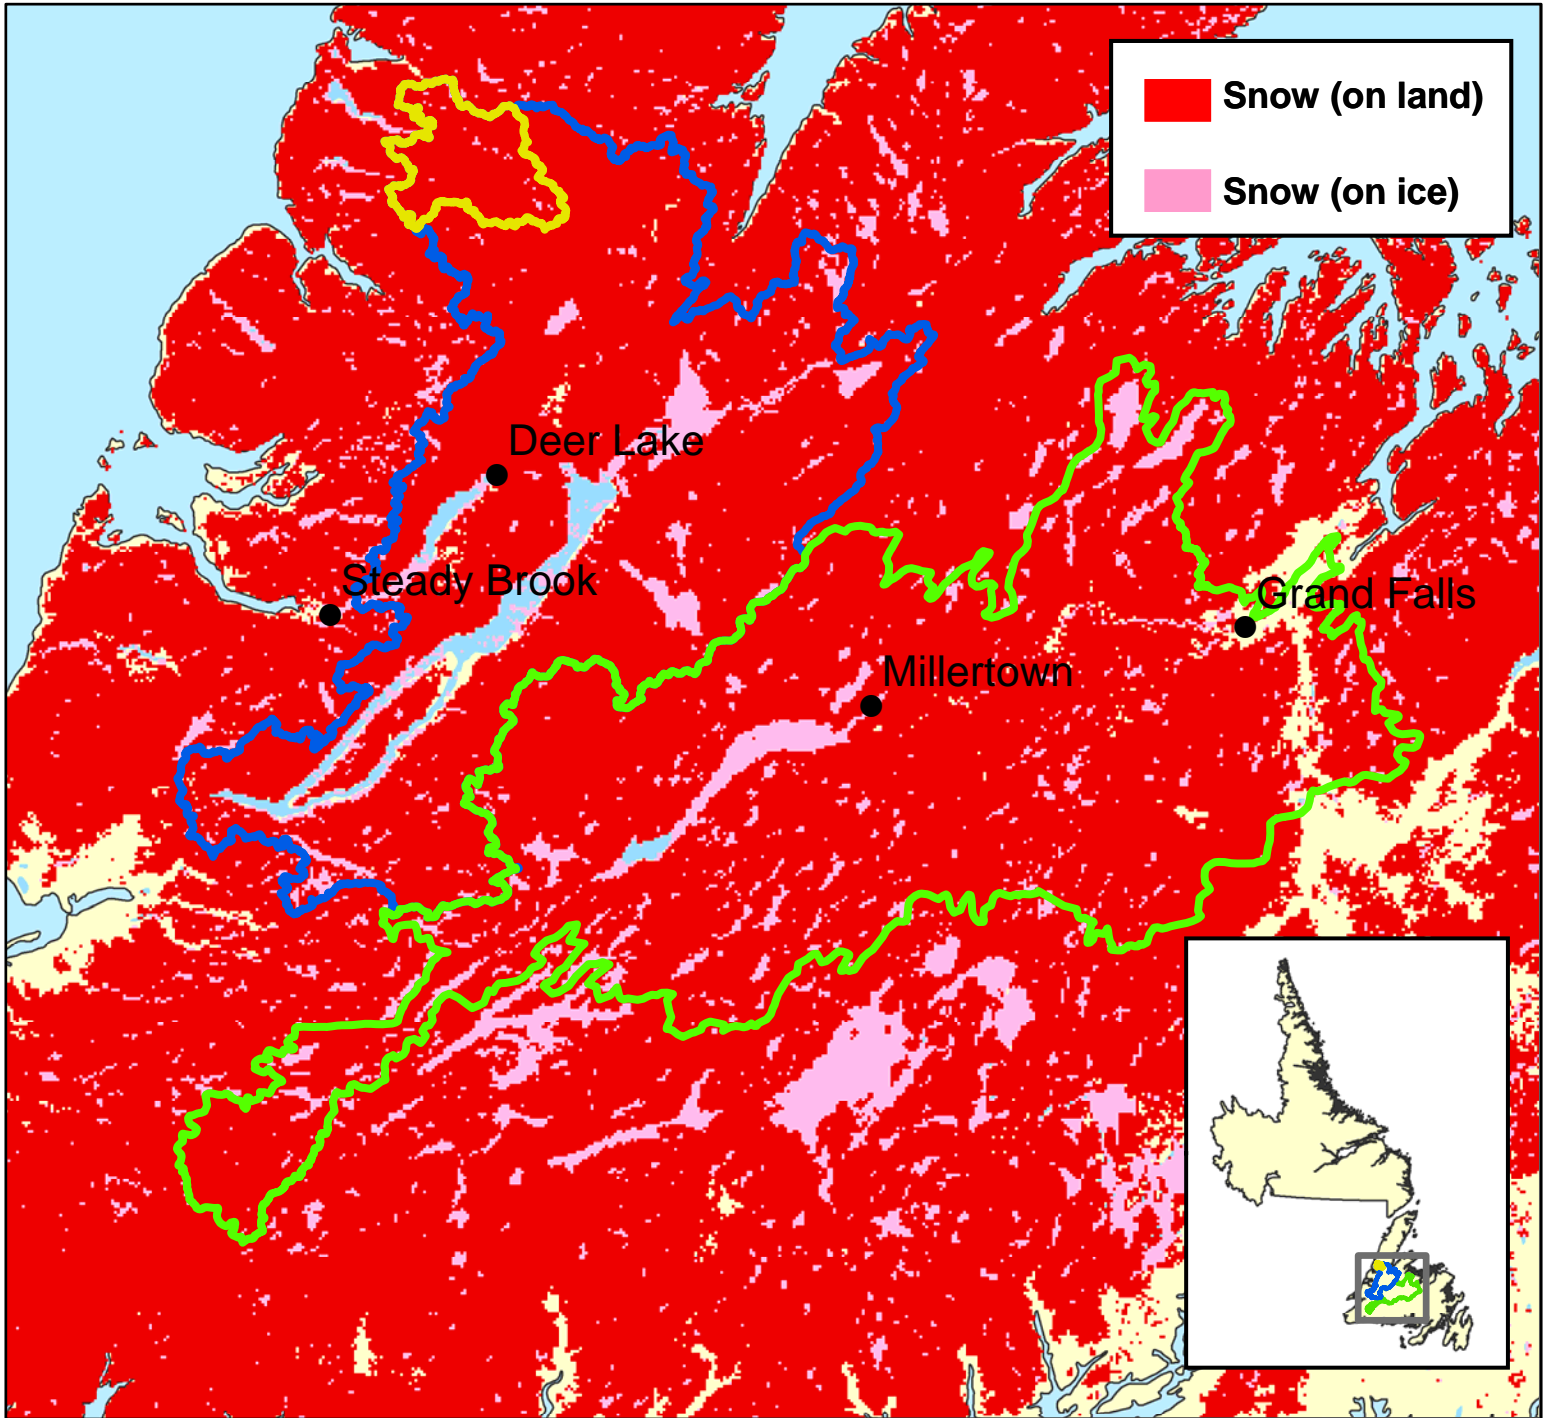 Snow (on land)
Snow (on ice)
Deer Lake
Steady Brook
Grand Falls
Millertown